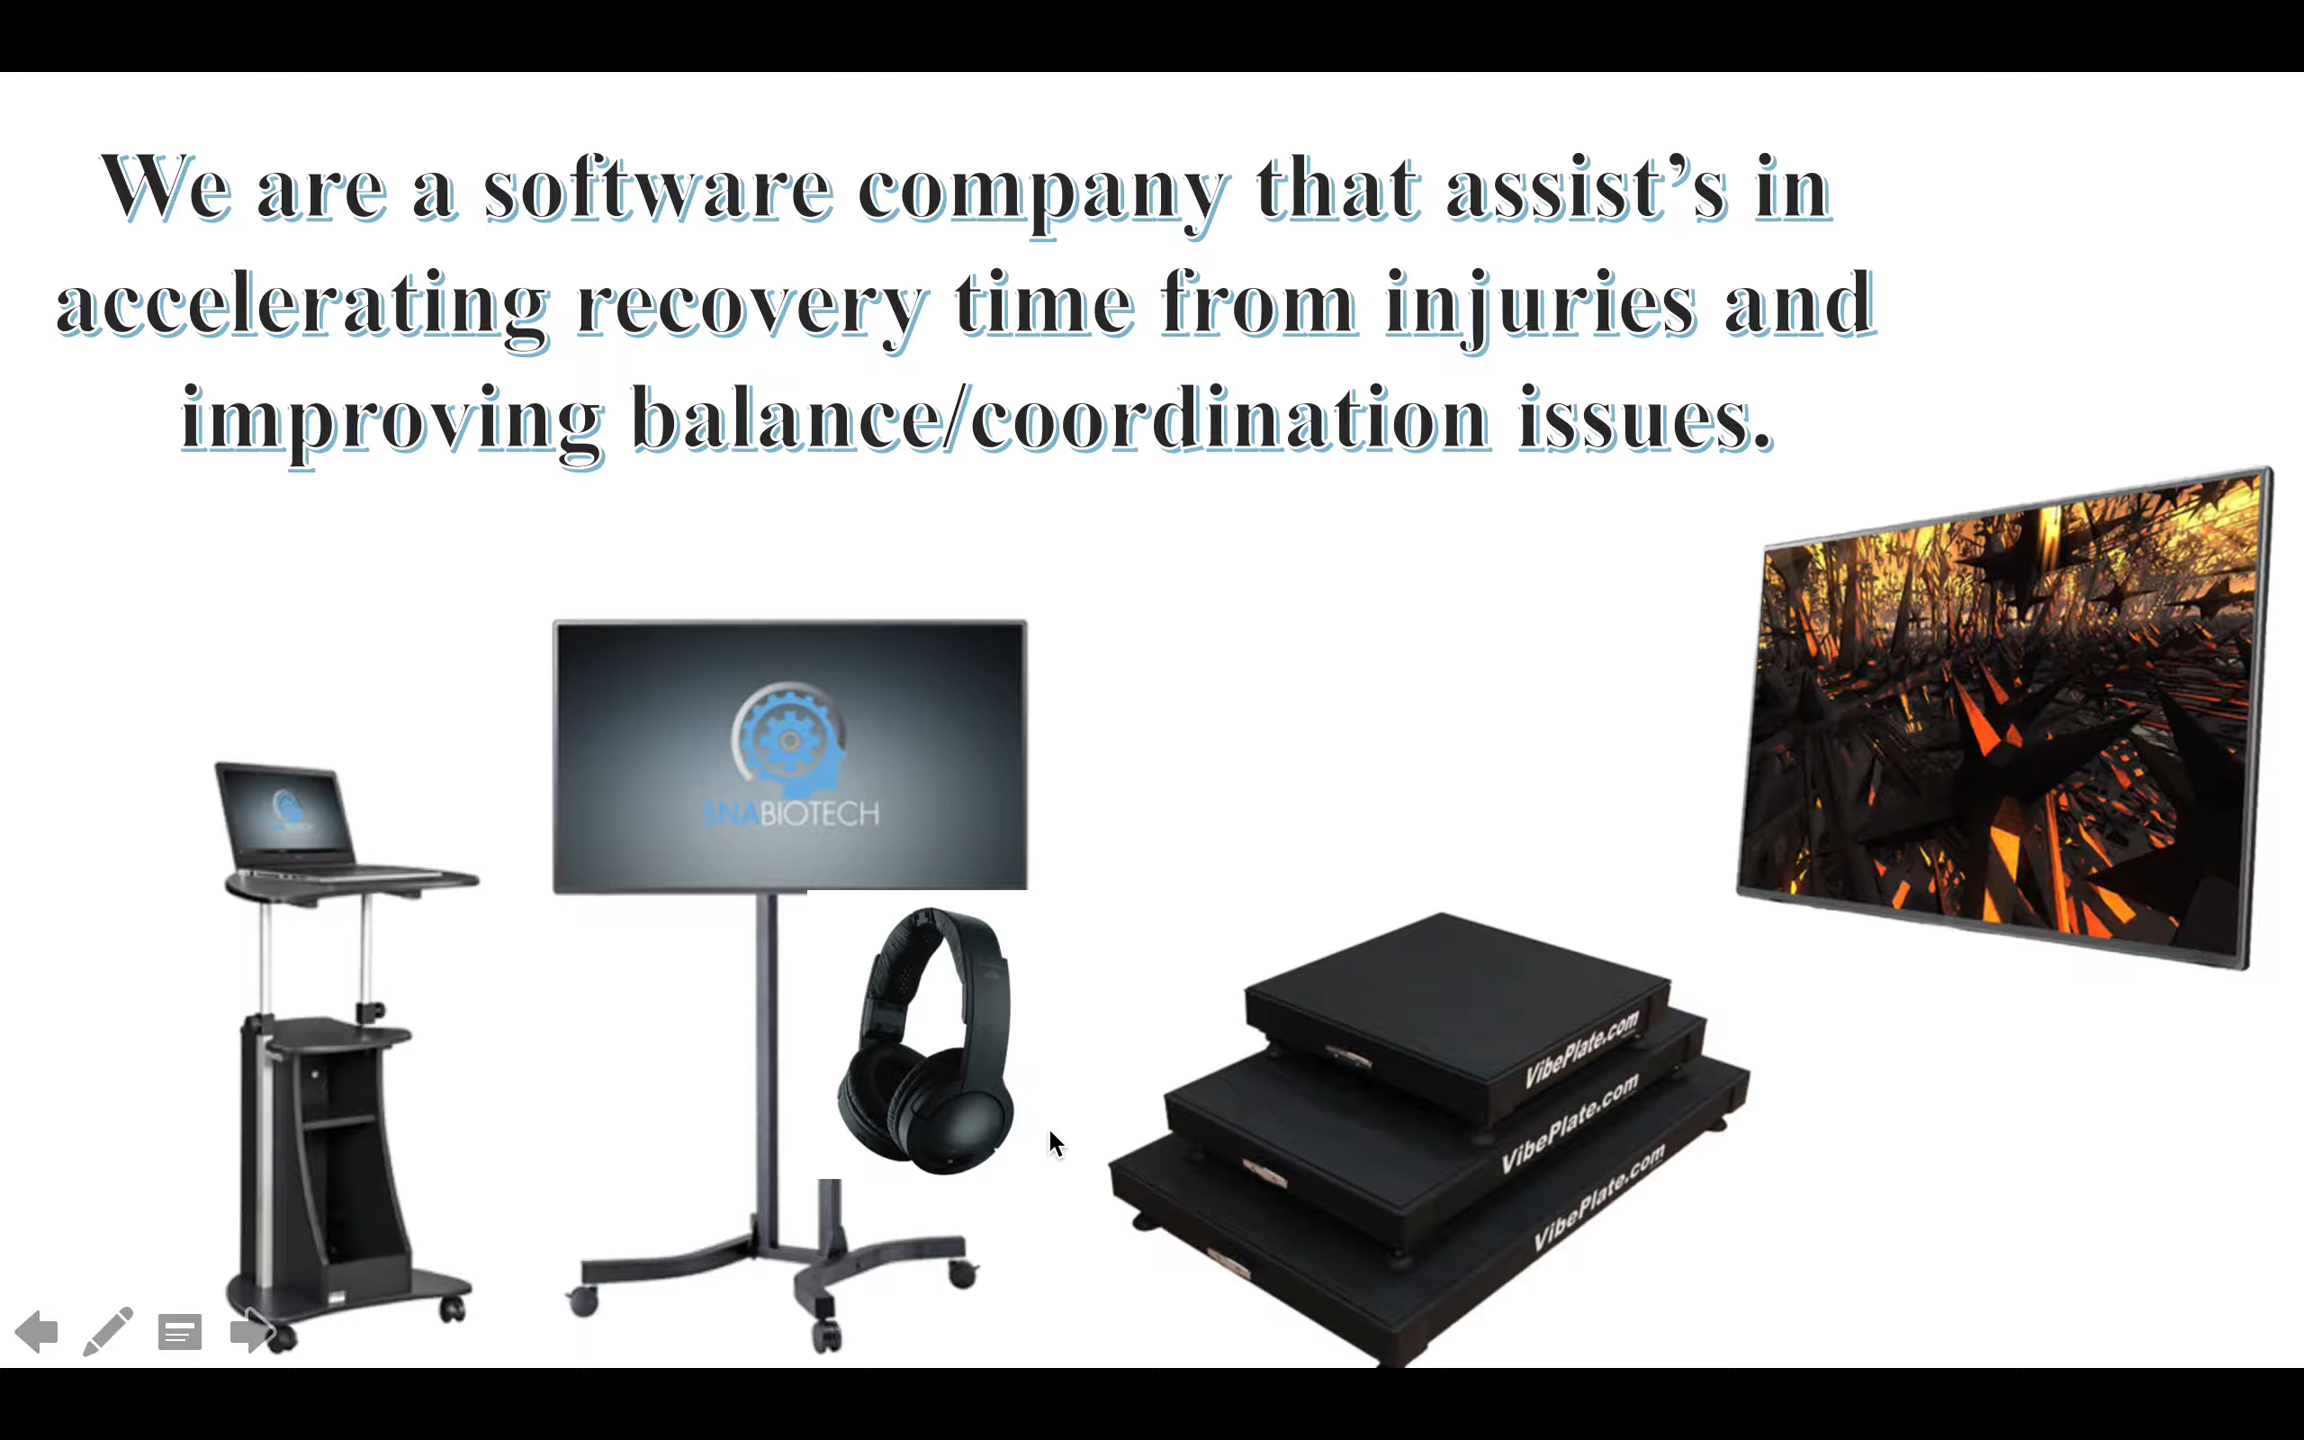 We are a software company that assist’s in
accelerating recovery time from injuries and
improving balance/coordination issues.
SNABIOTECH
VibePlate.com
VibePlate.com
VibePlate.com